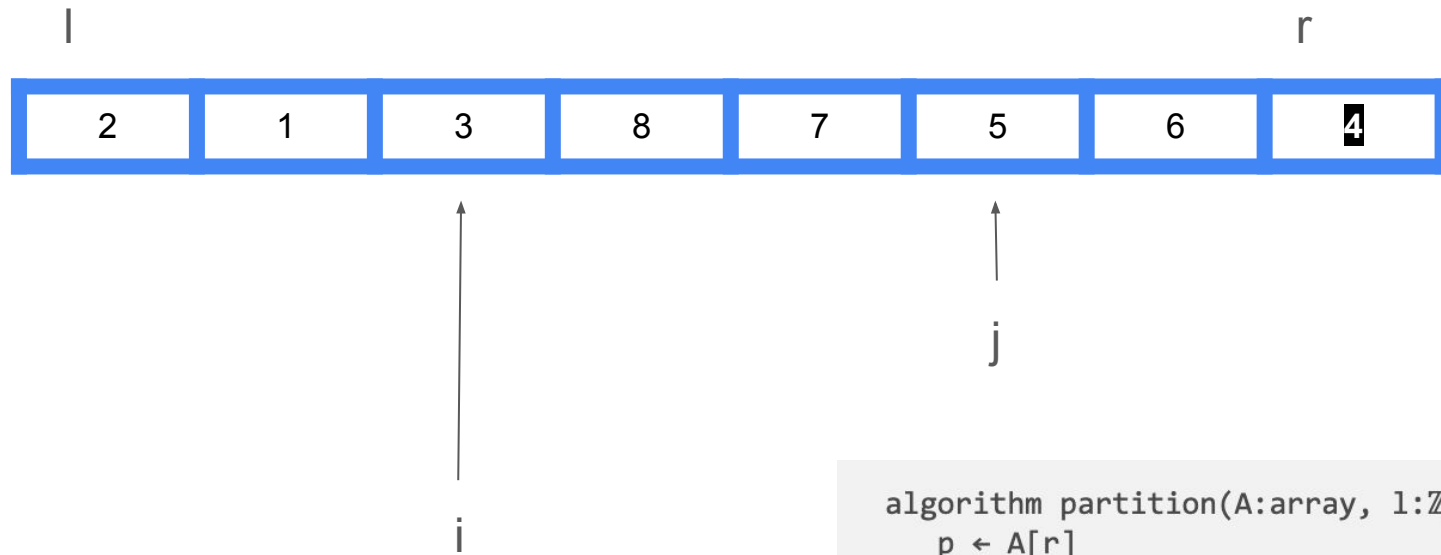 l r
2 1 3 8 7 5 6 4
j
i
algorithm partition(A:array, l:ℤ
p ← A[r]